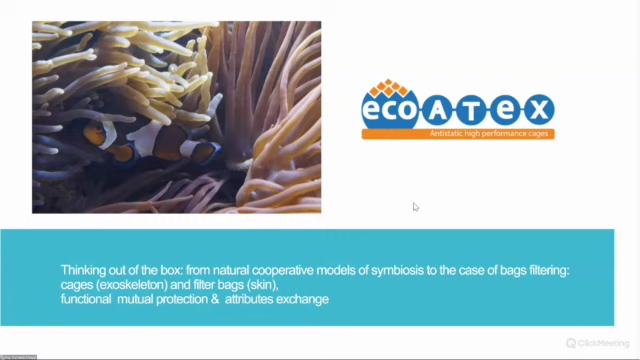 ecoATEX
Antistatic high performance cages
Thinking out of the box: from natural cooperative models of symbiosis to the case of bags filtering:
cages (exoskeleton) and filter bags (skin),
functional mutual protection & attributes exchange
ClickMeeting